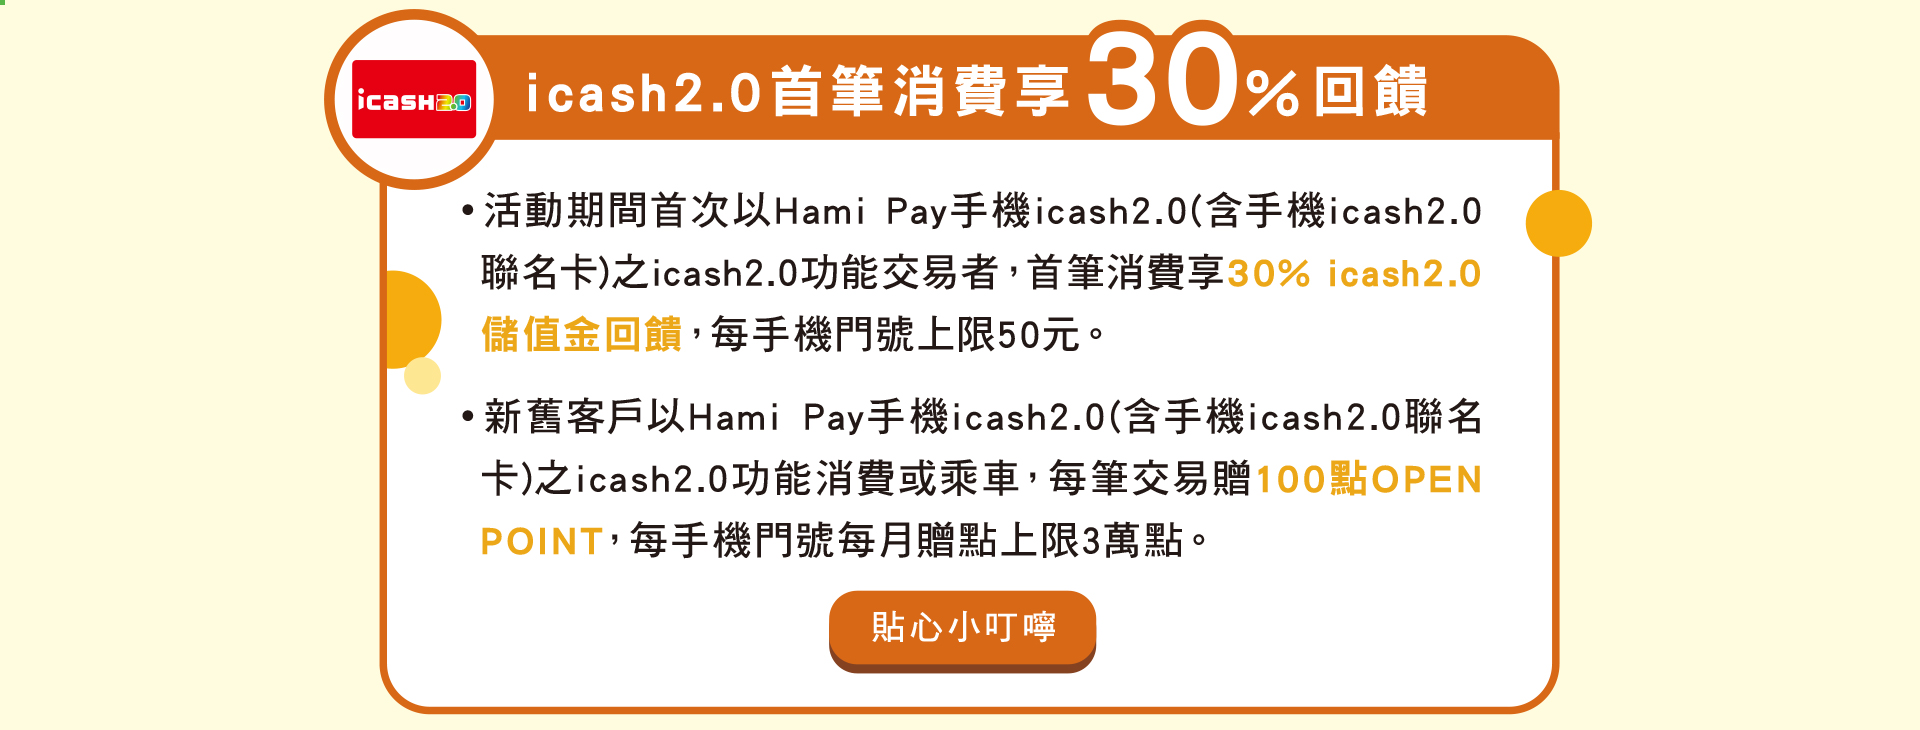 icash2.0
icash2.0首筆消費享30%回饋
•活動期間首次以Hami Pay手機icash2.0(含手機icash2.0
聯名卡)之icash2.0功能交易者，首筆消費享30% icash2.0
儲值金回饋，每手機門號上限50元。
•新舊客戶以Hami Pay手機icash2.0(含手機icash2.0聯名
卡)之icash2.0功能消費或乘車，每筆交易贈100點OPEN
POINT，每手機門號每月贈點上限3萬點。
貼心小叮嚀